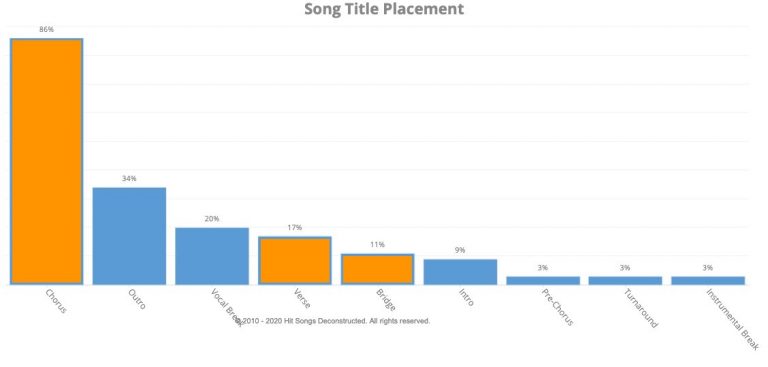 Song Title Placement
86%
34%
20%
17%
11%
9%
3%
3%
3%
Chorus
Outro
Vocal Break
Verse
Bridge
Intro
Pre-Chorus
Turnaround
Instrumental Break
© 2010 - 2020 Hit Songs Deconstructed. All rights reserved.